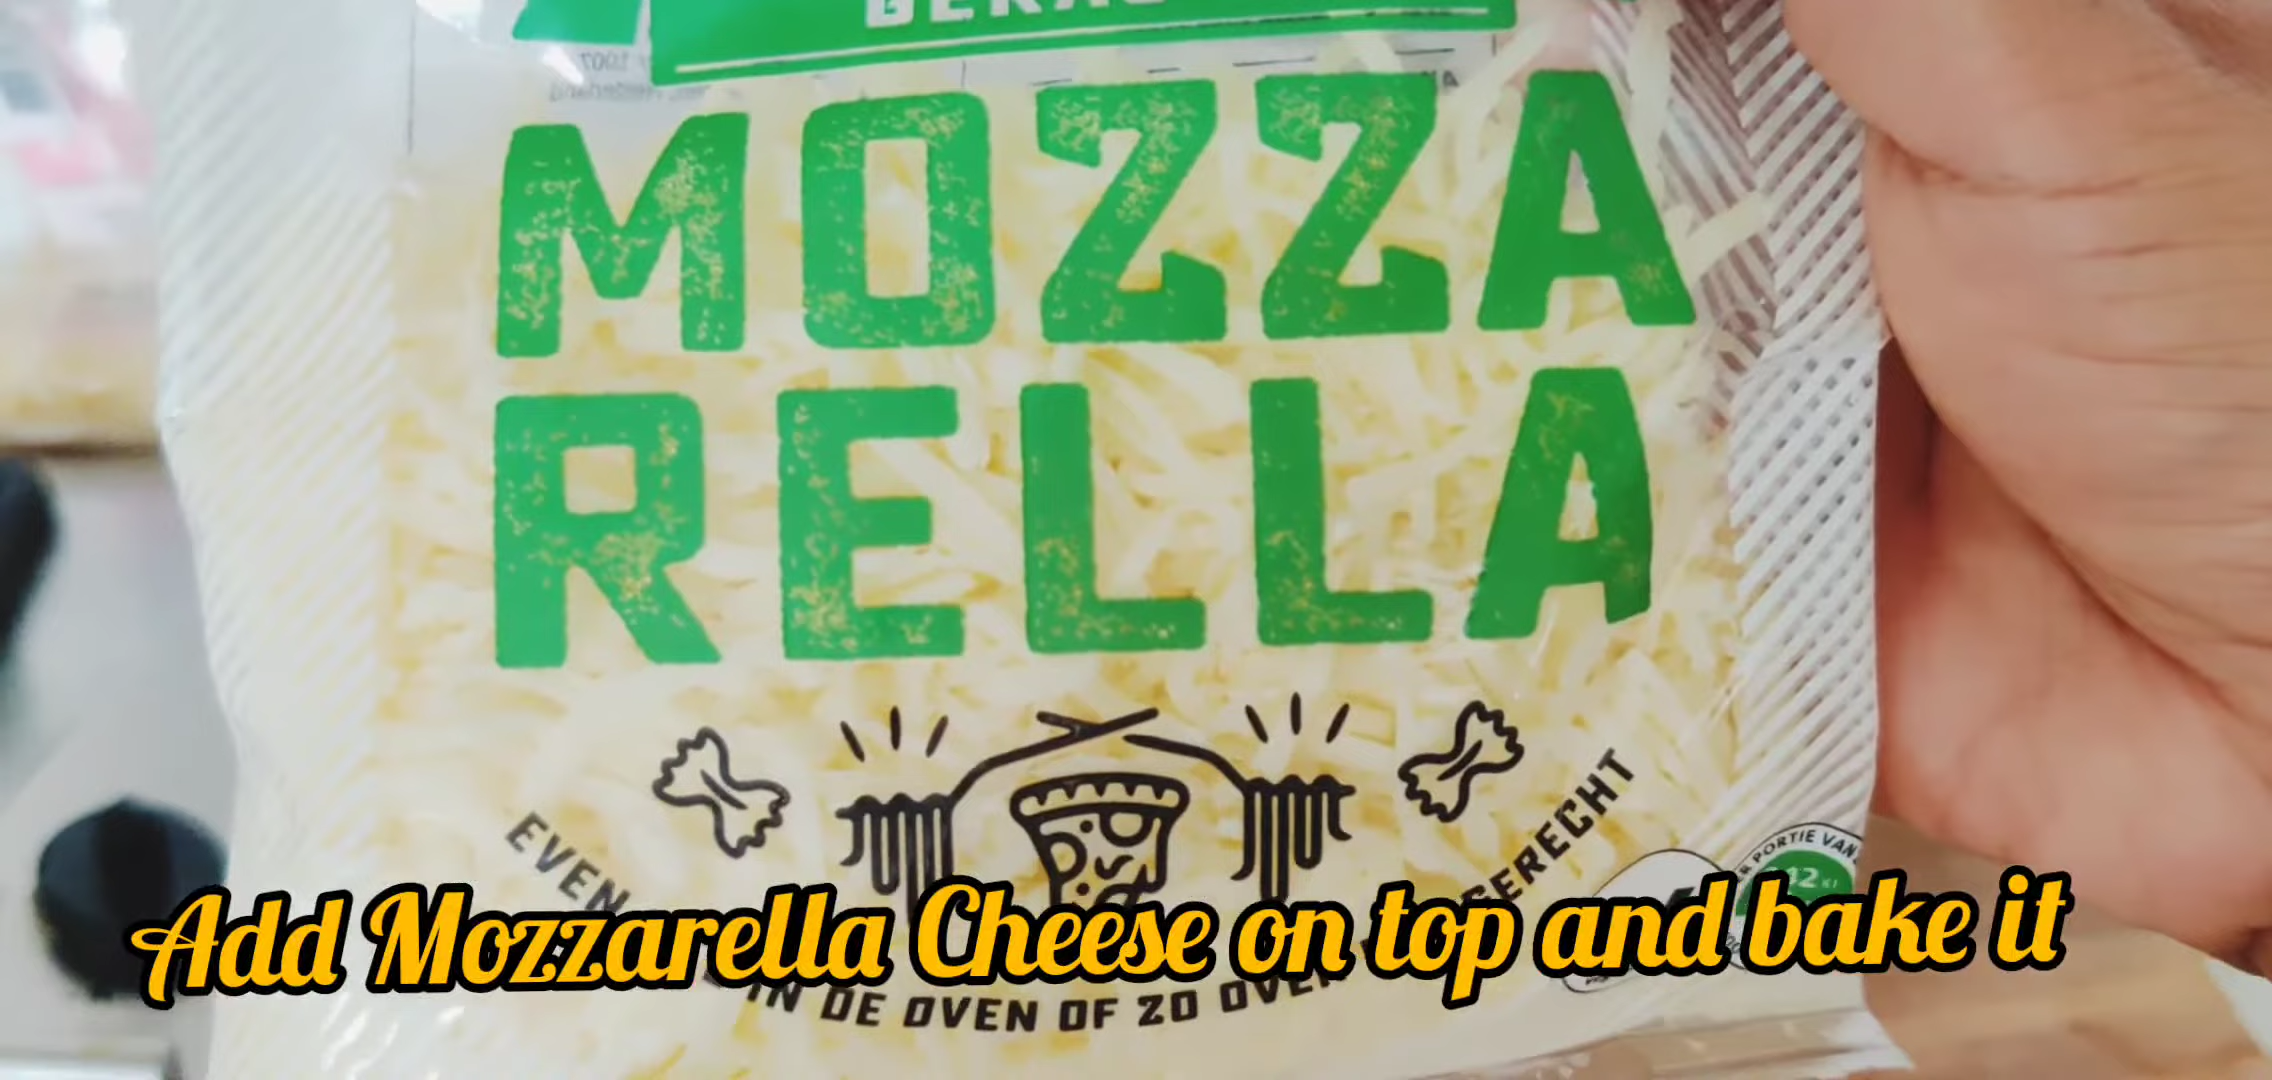 MOZZA
RELLA
EVEN
GERECHT
PORTIE VAN
Add Mozzarella Cheese on top and bake it
IN DE OVEN OF ZO OVER